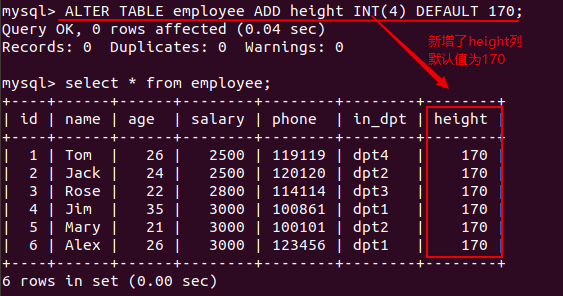 mysql> ALTER TABLE employee ADD height INT(4) DEFAULT 170;
Query OK, 0 rows affected (0.04 sec)
Records: 0  Duplicates: 0  Warnings: 0
新增了height列
默认值为170
mysql> select * from employee;
+----+------+------+--------+--------+--------+--------+
| id | name | age  | salary | phone  | in_dpt | height |
+----+------+------+--------+--------+--------+--------+
|  1 | Tom  |   26 |   2500 | 119119 | dpt4   |    170 |
|  2 | Jack |   24 |   2500 | 120120 | dpt2   |    170 |
|  3 | Rose |   22 |   2800 | 114114 | dpt3   |    170 |
|  4 | Jim  |   35 |   3000 | 100861 | dpt1   |    170 |
|  5 | Mary |   21 |   3000 | 100101 | dpt2   |    170 |
|  6 | Alex |   26 |   3000 | 123456 | dpt1   |    170 |
+----+------+------+--------+--------+--------+--------+
6 rows in set (0.00 sec)